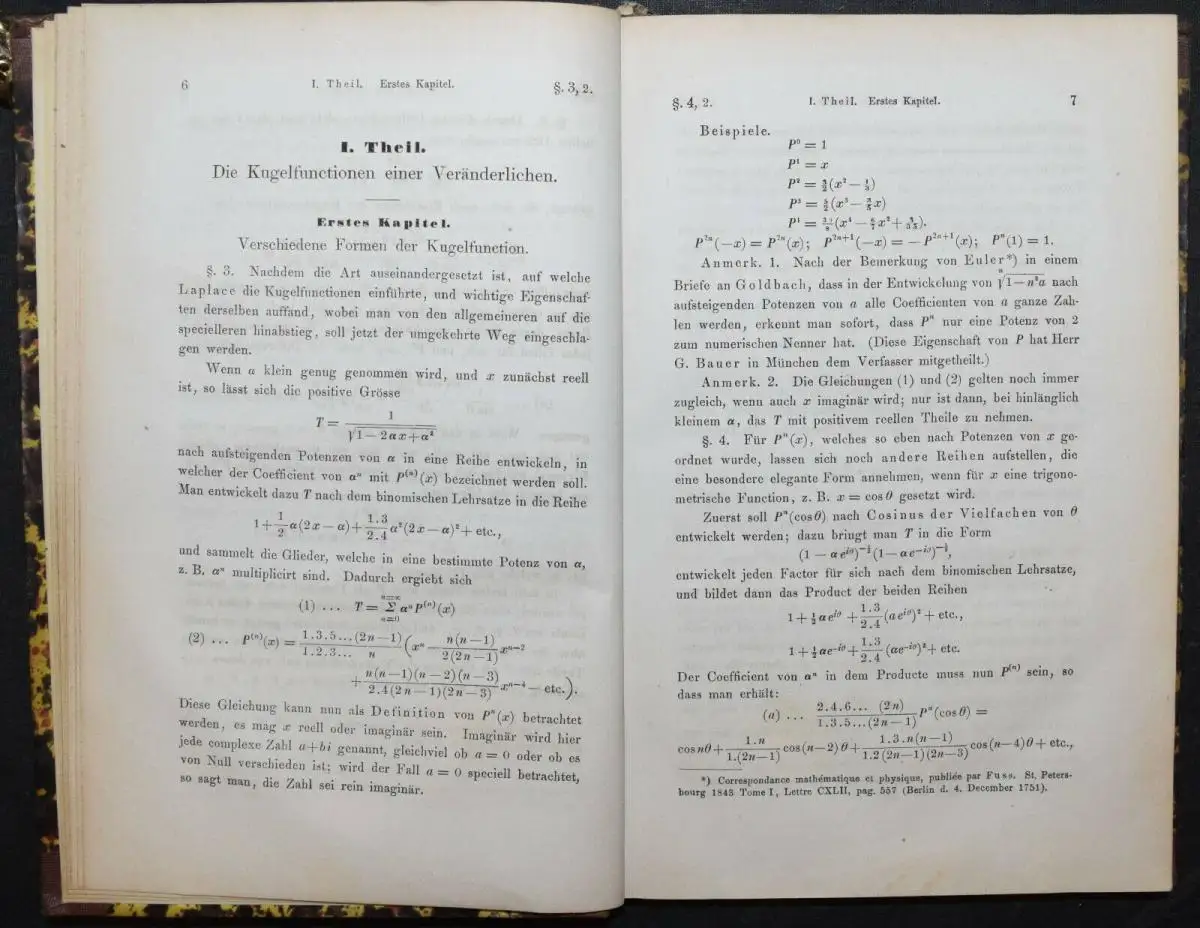 6 I. Theil. Erstes Kapitel. §. 3, 2.
I. Theil.
Die Kugelfunctionen einer Veränderlichen.
Erstes Kapitel.
Verschiedene Formen der Kugelfunction.
§. 3. Nachdem die Art auseinandergesetzt ist, auf welche
Laplace die Kugelfunctionen einführte, und wichtige Eigenschaf-
ten derselben auffand, wobei man von den allgemeineren auf die
specielleren hinabstieg, soll jetzt der umgekehrte Weg eingeschla-
gen werden.
Wenn α klein genug genommen wird, und x zunächst reell
ist, so lässt sich die positive Grösse
T = 1/√(1 − 2αx + α²)
nach aufsteigenden Potenzen von α in eine Reihe entwickeln, in
welcher der Coefficient von αⁿ mit P⁽ⁿ⁾(x) bezeichnet werden soll.
Man entwickelt dazu T nach dem binomischen Lehrsatze in die Reihe
1 + 1/2 α(2x − α) + 1.3/2.4 α²(2x − α)² + etc.,
und sammelt die Glieder, welche in eine bestimmte Potenz von α,
z. B. αⁿ multiplicirt sind. Dadurch ergiebt sich
(1) ... T = Σ(n=0, n=∞) αⁿP⁽ⁿ⁾(x)
(2) ... P⁽ⁿ⁾(x) = 1.3.5...(2n−1)/1.2.3... n (xⁿ − n(n−1)/2(2n−1) xⁿ⁻²
+ n(n−1)(n−2)(n−3)/2.4(2n−1)(2n−3) xⁿ⁻⁴ − etc.).
Diese Gleichung kann nun als Definition von Pⁿ(x) betrachtet
werden, es mag x reell oder imaginär sein. Imaginär wird hier
jede complexe Zahl a+bi genannt, gleichviel ob a = 0 oder ob es
von Null verschieden ist; wird der Fall a = 0 speciell betrachtet,
so sagt man, die Zahl sei rein imaginär.
§. 4, 2. I. Theil. Erstes Kapitel. 7
Beispiele.
P⁰ = 1
P¹ = x
P² = 3/2(x² − 1/3)
P³ = 5/2(x³ − 3/5x)
P⁴ = 35/8(x⁴ − 6/7x² + 3/35).
P²ⁿ(−x) = P²ⁿ(x); P²ⁿ⁺¹(−x) = − P²ⁿ⁺¹(x); Pⁿ(1) = 1.
Anmerk. 1. Nach der Bemerkung von Euler*) in einem
Briefe an Goldbach, dass in der Entwickelung von ⁿ√(1−n²a) nach
aufsteigenden Potenzen von a alle Coefficienten von a ganze Zah-
len werden, erkennt man sofort, dass Pⁿ nur eine Potenz von 2
zum numerischen Nenner hat. (Diese Eigenschaft von P hat Herr
G. Bauer in München dem Verfasser mitgetheilt.)
Anmerk. 2. Die Gleichungen (1) und (2) gelten noch immer
zugleich, wenn auch x imaginär wird; nur ist dann, bei hinlänglich
kleinem α, das T mit positivem reellen Theile zu nehmen.
§. 4. Für Pⁿ(x), welches so eben nach Potenzen von x ge-
ordnet wurde, lassen sich noch andere Reihen aufstellen, die
eine besondere elegante Form annehmen, wenn für x eine trigono-
metrische Function, z. B. x = cos θ gesetzt wird.
Zuerst soll Pⁿ(cos θ) nach Cosinus der Vielfachen von θ
entwickelt werden; dazu bringt man T in die Form
(1 − αe^{iθ})^{−1/2}(1 − αe^{−iθ})^{−1/2},
entwickelt jeden Factor für sich nach dem binomischen Lehrsatze,
und bildet dann das Product der beiden Reihen
1 + 1/2 αe^{iθ} + 1.3/2.4 (αe^{iθ})² + etc.,
1 + 1/2 αe^{−iθ} + 1.3/2.4 (αe^{−iθ})² + etc.
Der Coefficient von αⁿ in dem Producte muss nun P⁽ⁿ⁾ sein, so
dass man erhält:
(a) ... 2.4.6... (2n)/1.3.5...(2n−1) Pⁿ(cos θ) =
cos nθ + 1.n/1.(2n−1) cos(n−2)θ + 1.3.n(n−1)/1.2(2n−1)(2n−3) cos(n−4)θ + etc.,
*) Correspondance mathématique et physique, publiée par Fuss. St. Peters-
bourg 1843 Tome I, Lettre CXLII, pag. 557 (Berlin d. 4. December 1751).